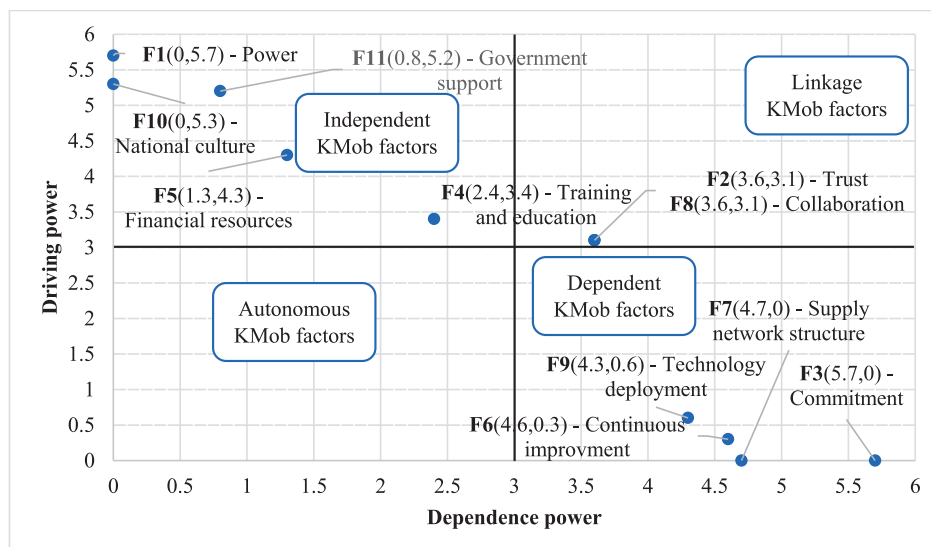 6
F1(0,5.7) - Power
F11(0.8,5.2) - Government
support
5.5
5
F10(0,5.3) -
National culture
Independent
KMob factors
Linkage
KMob factors
4.5
4
F5(1.3,4.3) -
Financial resources
F4(2.4,3.4) - Training
and education
F2(3.6,3.1) - Trust
F8(3.6,3.1) - Collaboration
3.5
3
Driving power
2.5
2
Autonomous
KMob factors
Dependent
KMob factors
F7(4.7,0) - Supply
network structure
1.5
F9(4.3,0.6) - Technology
deployment
F3(5.7,0) -
Commitment
1
0.5
F6(4.6,0.3) - Continuous
improvment
0
0 0.5 1 1.5 2 2.5 3 3.5 4 4.5 5 5.5 6
Dependence power